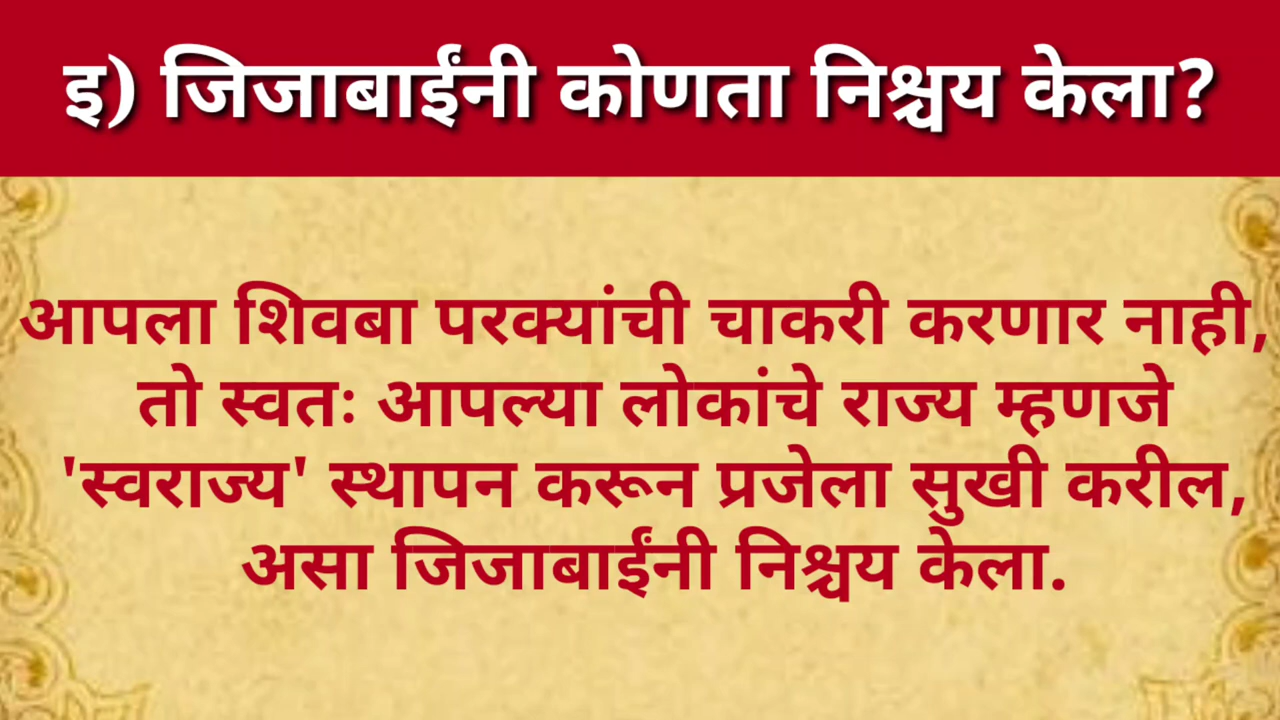 इ) जिजाबाईंनी कोणता निश्चय केला?
आपला शिवबा परक्यांची चाकरी करणार नाही,
तो स्वतः आपल्या लोकांचे राज्य म्हणजे
'स्वराज्य' स्थापन करून प्रजेला सुखी करील,
असा जिजाबाईंनी निश्चय केला.